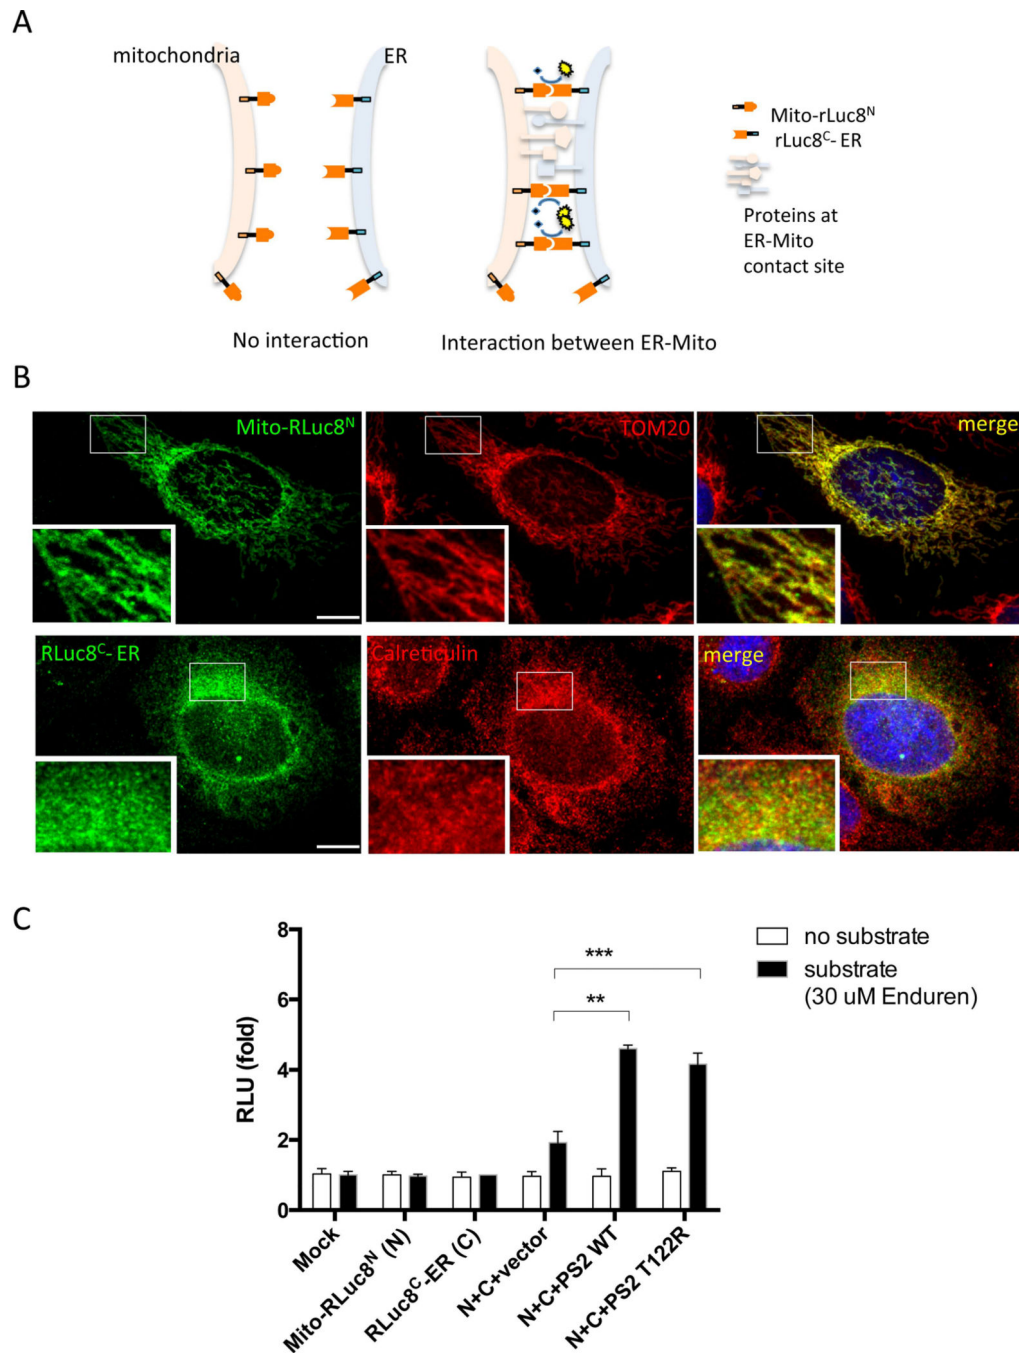 A
mitochondria
ER
Mito-rLuc8ᴺ
rLuc8ᶜ- ER
Proteins at
ER-Mito
contact site
No interaction
Interaction between ER-Mito
B
Mito-RLuc8ᴺ
TOM20
merge
RLuc8ᶜ- ER
Calreticulin
merge
C
8
6
4
2
0
RLU (fold)
***
**
no substrate
substrate
(30 uM Enduren)
Mock
Mito-RLuc8ᴺ (N)
RLuc8ᶜ-ER (C)
N+C+vector
N+C+PS2 WT
N+C+PS2 T122R